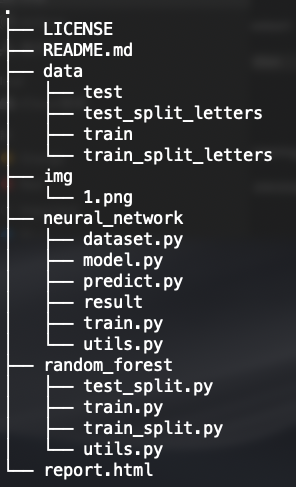 .
├── LICENSE
├── README.md
├── data
│   ├── test
│   ├── test_split_letters
│   ├── train
│   └── train_split_letters
├── img
│   └── 1.png
├── neural_network
│   ├── dataset.py
│   ├── model.py
│   ├── predict.py
│   ├── result
│   ├── train.py
│   └── utils.py
├── random_forest
│   ├── test_split.py
│   ├── train.py
│   ├── train_split.py
│   └── utils.py
└── report.html